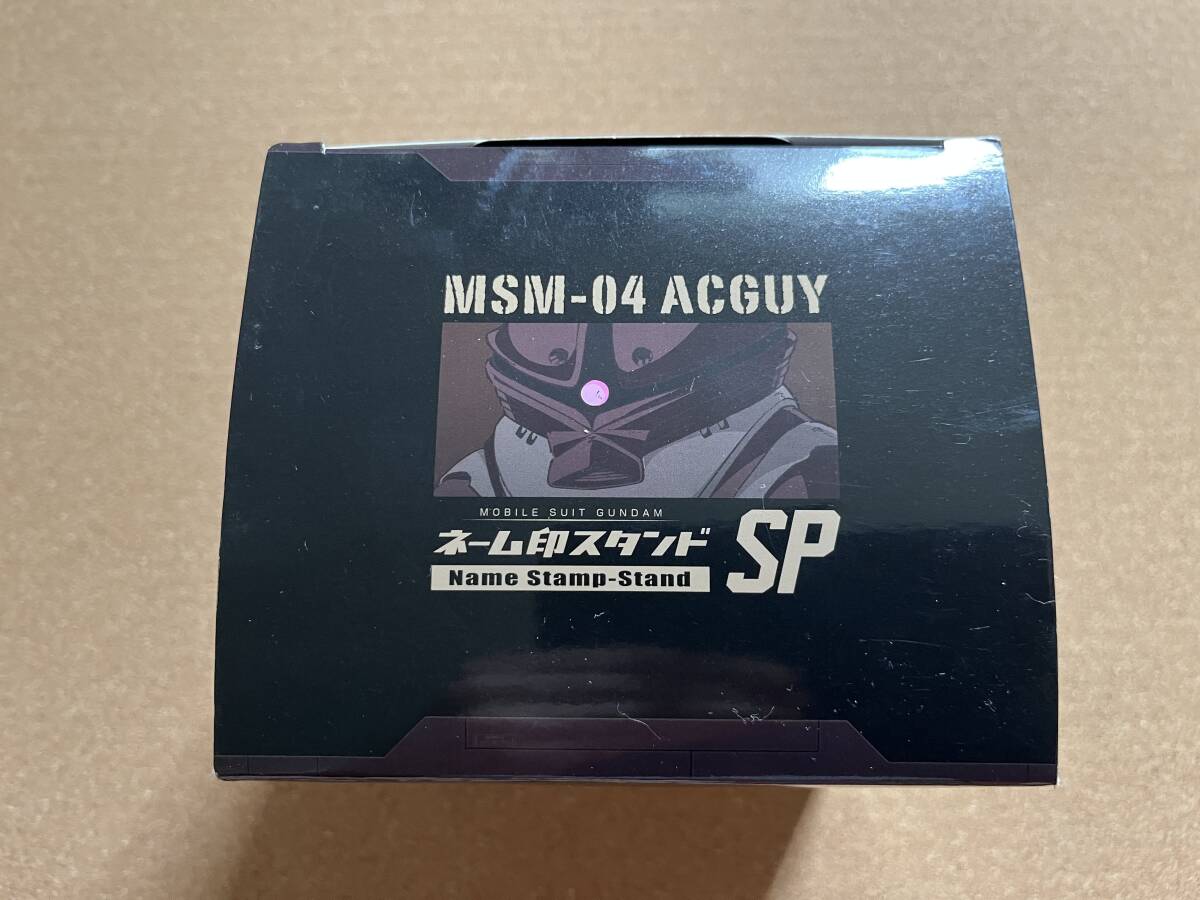 MSM-04 ACGUY
MOBILE SUIT GUNDAM
ネーム印スタンド SP
Name Stamp-Stand